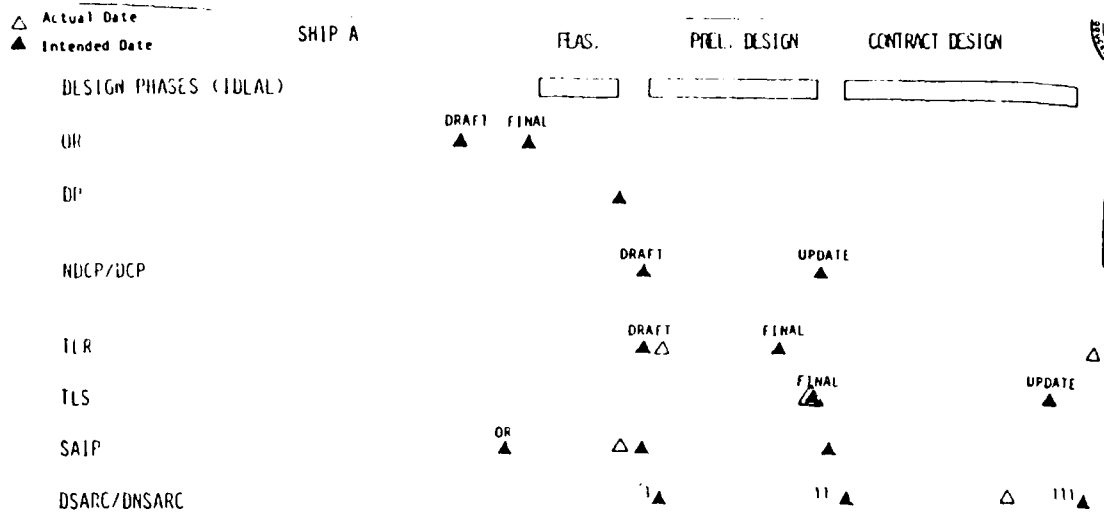 △ Actual Date
▲ Intended Date
SHIP A
FEAS. PREL. DESIGN CONTRACT DESIGN
DESIGN PHASES (IDEAL)
DRAFT FINAL
OR
DP
DRAFT UPDATE
NDCP/DCP
DRAFT FINAL
TLR
FINAL UPDATE
TLS
OR
SAIP
DSARC/DNSARC I II III